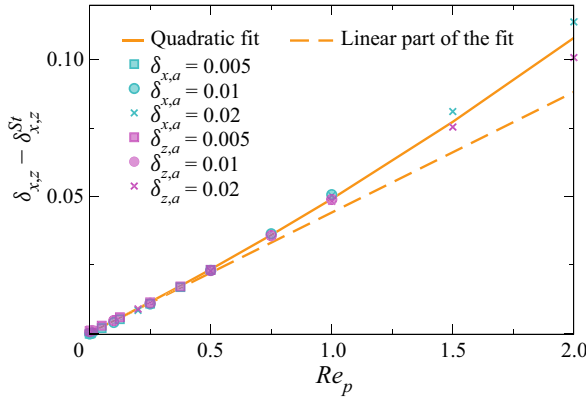 Quadratic fit
Linear part of the fit
δx,a = 0.005
δx,a = 0.01
δx,a = 0.02
δz,a = 0.005
δz,a = 0.01
δz,a = 0.02
δx,z − δx,z^St
0.10
0.05
0
0.5
1.0
1.5
2.0
Rep